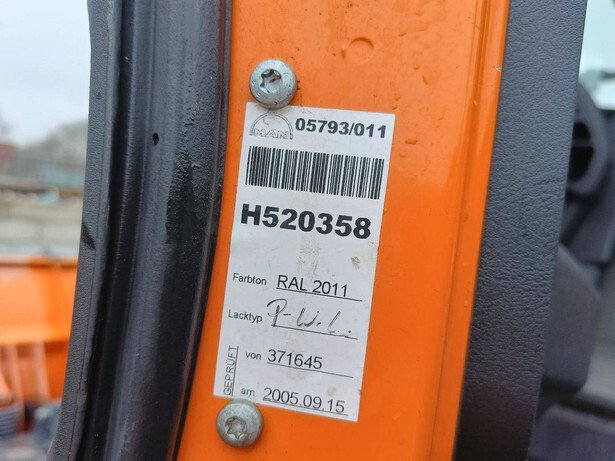 MAN 05793/011
H520358
Farbton RAL 2011
Lacktyp P-W.L.
von 371645
GEPRÜFT
am 2005.09.15